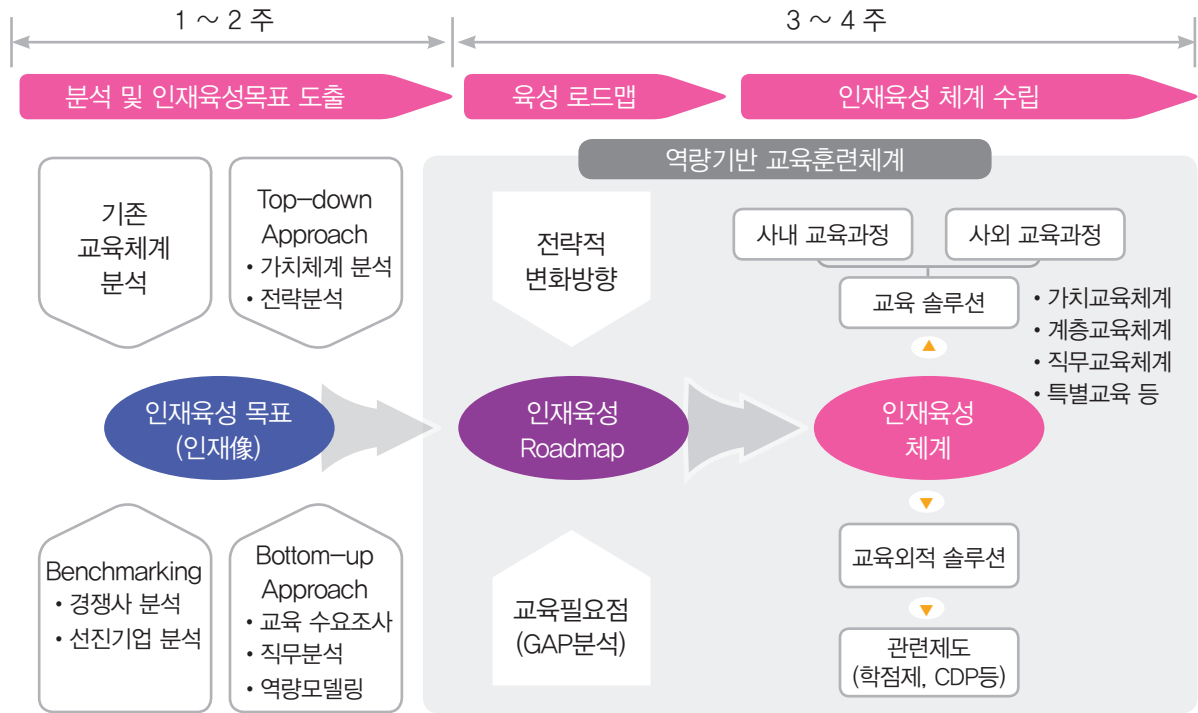 1 ～ 2 주
3 ～ 4 주
분석 및 인재육성목표 도출
육성 로드맵
인재육성 체계 수립
역량기반 교육훈련체계
기존
교육체계
분석
Top-down
Approach
• 가치체계 분석
• 전략분석
전략적
변화방향
사내 교육과정
사외 교육과정
교육 솔루션
• 가치교육체계
• 계층교육체계
• 직무교육체계
• 특별교육 등
인재육성 목표
(인재像)
인재육성
Roadmap
인재육성
체계
Benchmarking
• 경쟁사 분석
• 선진기업 분석
Bottom-up
Approach
• 교육 수요조사
• 직무분석
• 역량모델링
교육필요점
(GAP분석)
교육외적 솔루션
관련제도
(학점제, CDP등)